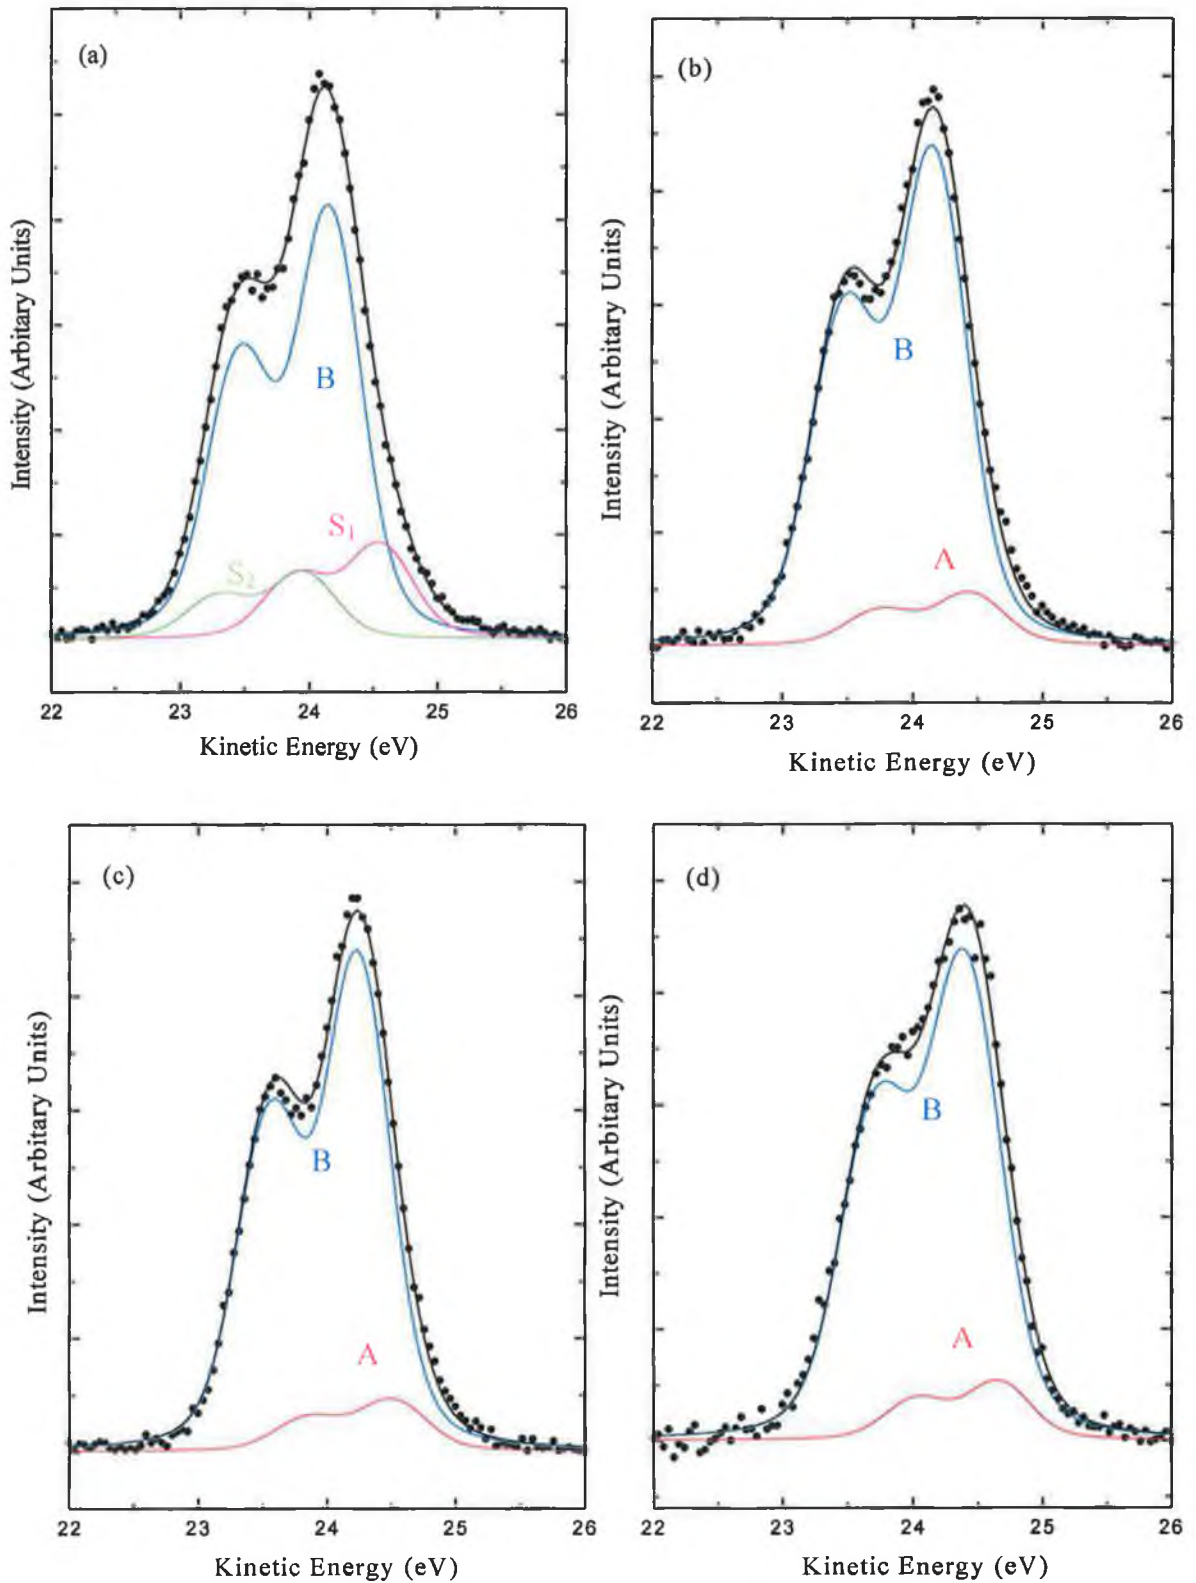 (a)
Intensity (Arbitary Units)
B
S1
S2
22 23 24 25 26
Kinetic Energy (eV)
(b)
Intensity (Arbitary Units)
B
A
22 23 24 25 26
Kinetic Energy (eV)
(c)
Intensity (Arbitary Units)
B
A
22 23 24 25 26
Kinetic Energy (eV)
(d)
Intensity (Arbitary Units)
B
A
22 23 24 25 26
Kinetic Energy (eV)